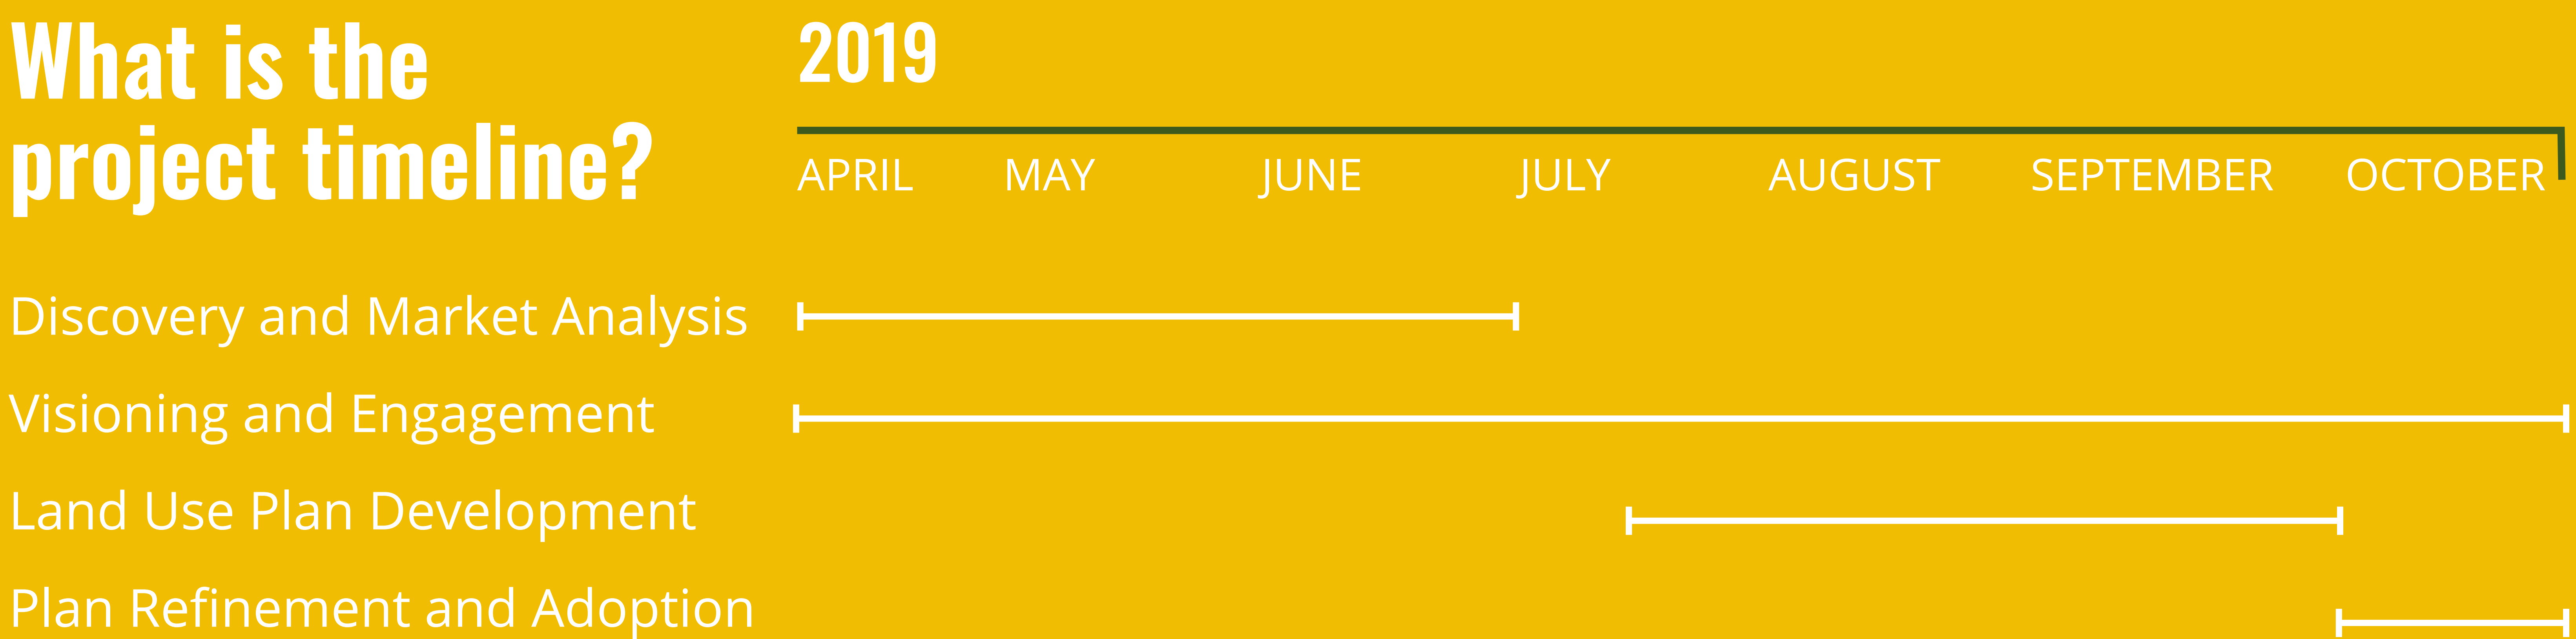 What is the
project timeline?
2019
APRIL MAY JUNE JULY AUGUST SEPTEMBER OCTOBER
Discovery and Market Analysis
Visioning and Engagement
Land Use Plan Development
Plan Refinement and Adoption